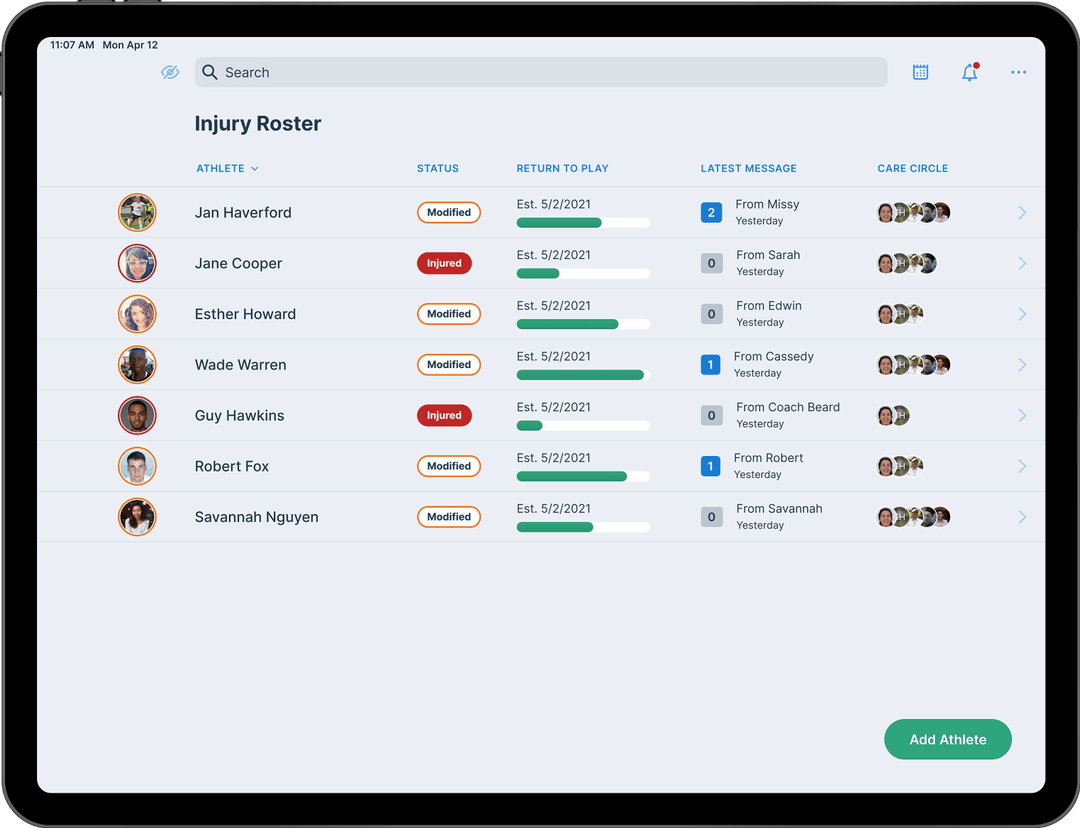 11:07 AM Mon Apr 12
Search
Injury Roster
ATHLETE STATUS RETURN TO PLAY LATEST MESSAGE CARE CIRCLE
Jan Haverford Modified Est. 5/2/2021 2 From Missy
Yesterday
Jane Cooper Injured Est. 5/2/2021 0 From Sarah
Yesterday
Esther Howard Modified Est. 5/2/2021 0 From Edwin
Yesterday
Wade Warren Modified Est. 5/2/2021 1 From Cassedy
Yesterday
Guy Hawkins Injured Est. 5/2/2021 0 From Coach Beard
Yesterday
Robert Fox Modified Est. 5/2/2021 1 From Robert
Yesterday
Savannah Nguyen Modified Est. 5/2/2021 0 From Savannah
Yesterday
Add Athlete